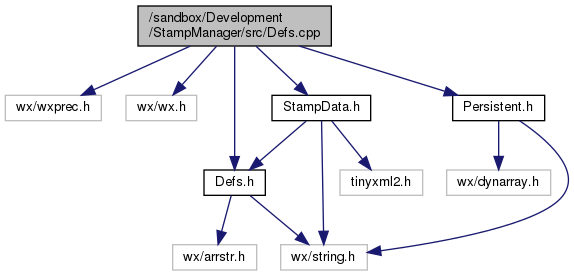 /sandbox/Development
/StampManager/src/Defs.cpp
wx/wxprec.h
wx/wx.h
StampData.h
Persistent.h
Defs.h
tinyxml2.h
wx/dynarray.h
wx/arrstr.h
wx/string.h